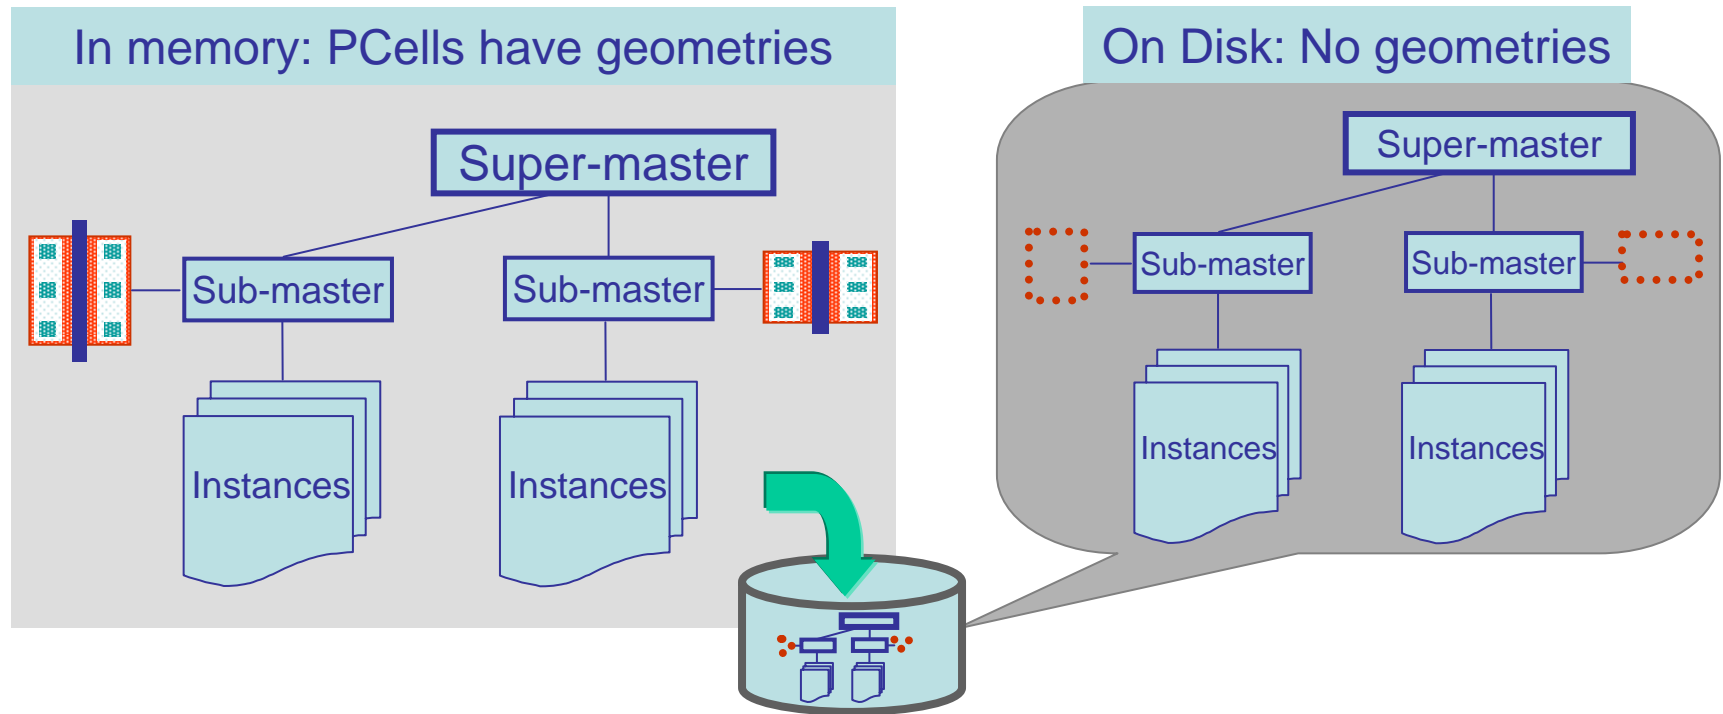 In memory: PCells have geometries
Super-master
Sub-master
Sub-master
Instances
Instances
On Disk: No geometries
Super-master
Sub-master
Sub-master
Instances
Instances